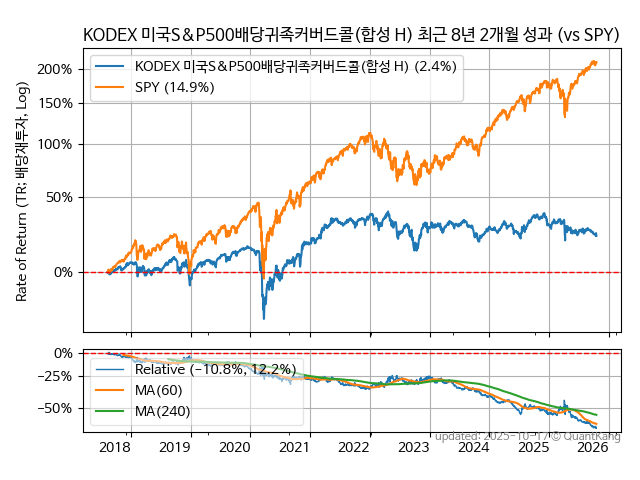 KODEX 미국S&P500배당귀족커버드콜(합성 H) 최근 8년 2개월 성과 (vs SPY)
Rate of Return (TR: 배당재투자, Log)
200%
150%
100%
50%
0%
KODEX 미국S&P500배당귀족커버드콜(합성 H) (2.4%)
SPY (14.9%)
0%
−25%
−50%
Relative (−10.8%, 12.2%)
MA(60)
MA(240)
updated: 2025-10-17 © QuantKang
2018 2019 2020 2021 2022 2023 2024 2025 2026